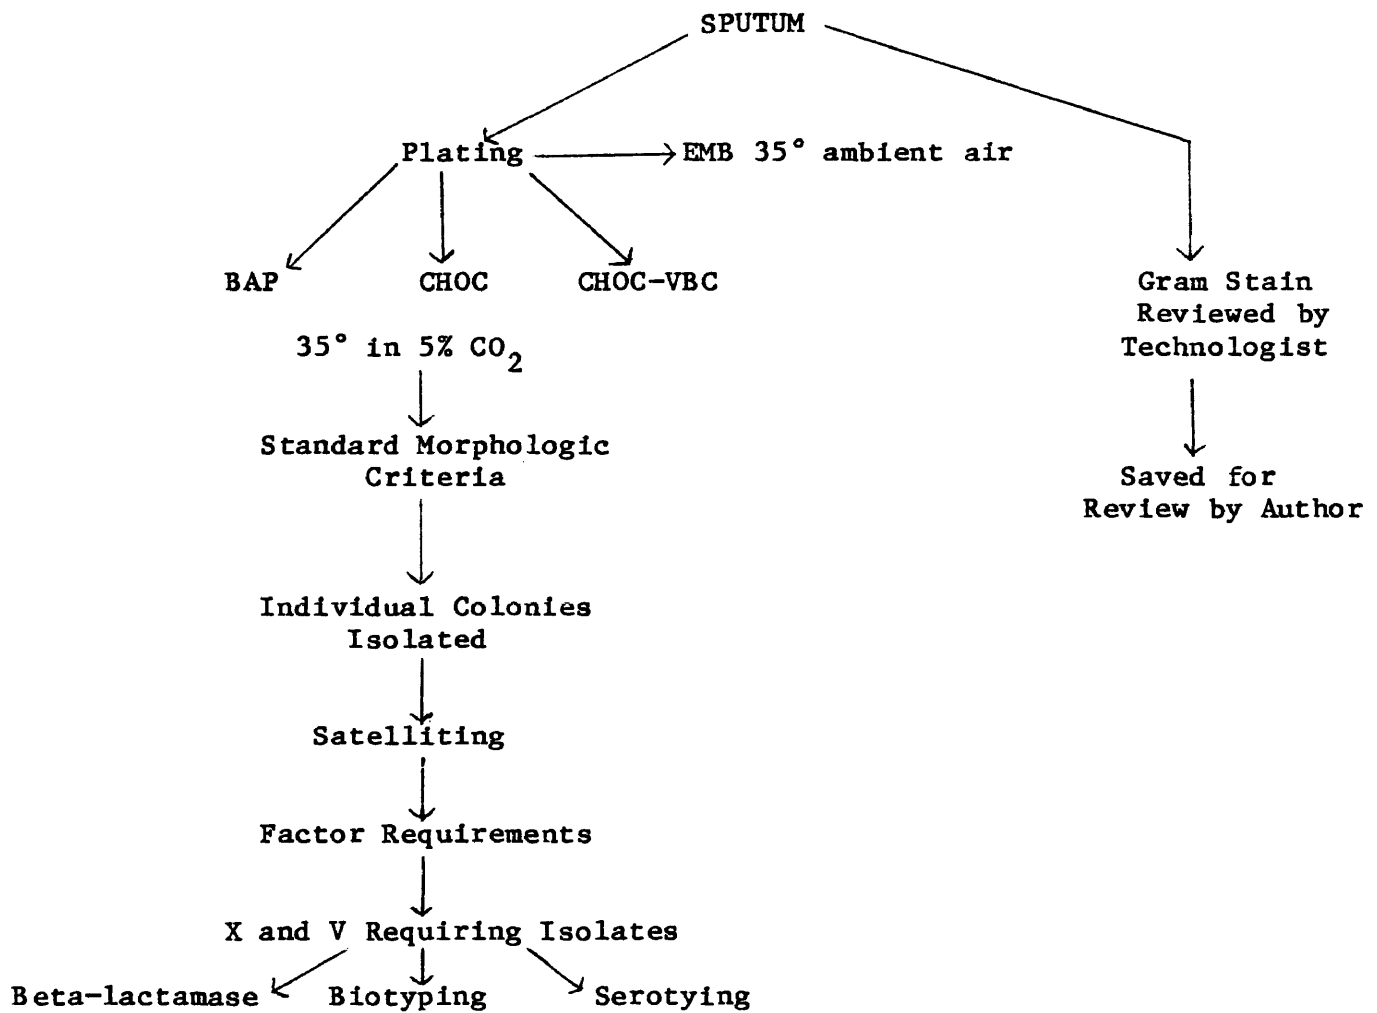 SPUTUM
Plating
EMB 35° ambient air
BAP
CHOC
CHOC-VBC
35° in 5% CO2
Standard Morphologic
Criteria
Individual Colonies
Isolated
Satelliting
Factor Requirements
X and V Requiring Isolates
Beta-lactamase
Biotyping
Serotying
Gram Stain
Reviewed by
Technologist
Saved for
Review by Author